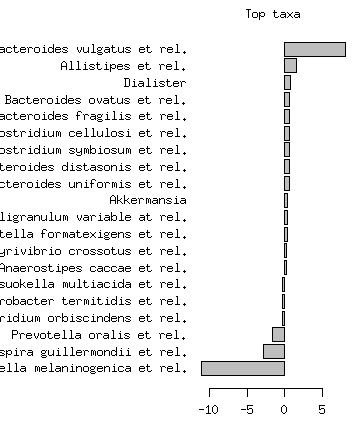 Top taxa
acteroides vulgatus et rel.
Allistipes et rel.
Dialister
Bacteroides ovatus et rel.
acteroides fragilis et rel.
ostridium cellulosi et rel.
ostridium symbiosum et rel.
teroides distasonis et rel.
cteroides uniformis et rel.
Akkermansia
ligranulum variable at rel.
tella formatexigens et rel.
yrivibrio crossotus et rel.
Anaerostipes caccae et rel.
suokella multiacida et rel.
robacter termitidis et rel.
ridium orbiscindens et rel.
Prevotella oralis et rel.
spira guillermondii et rel.
ella melaninogenica et rel.
-10 -5 0 5